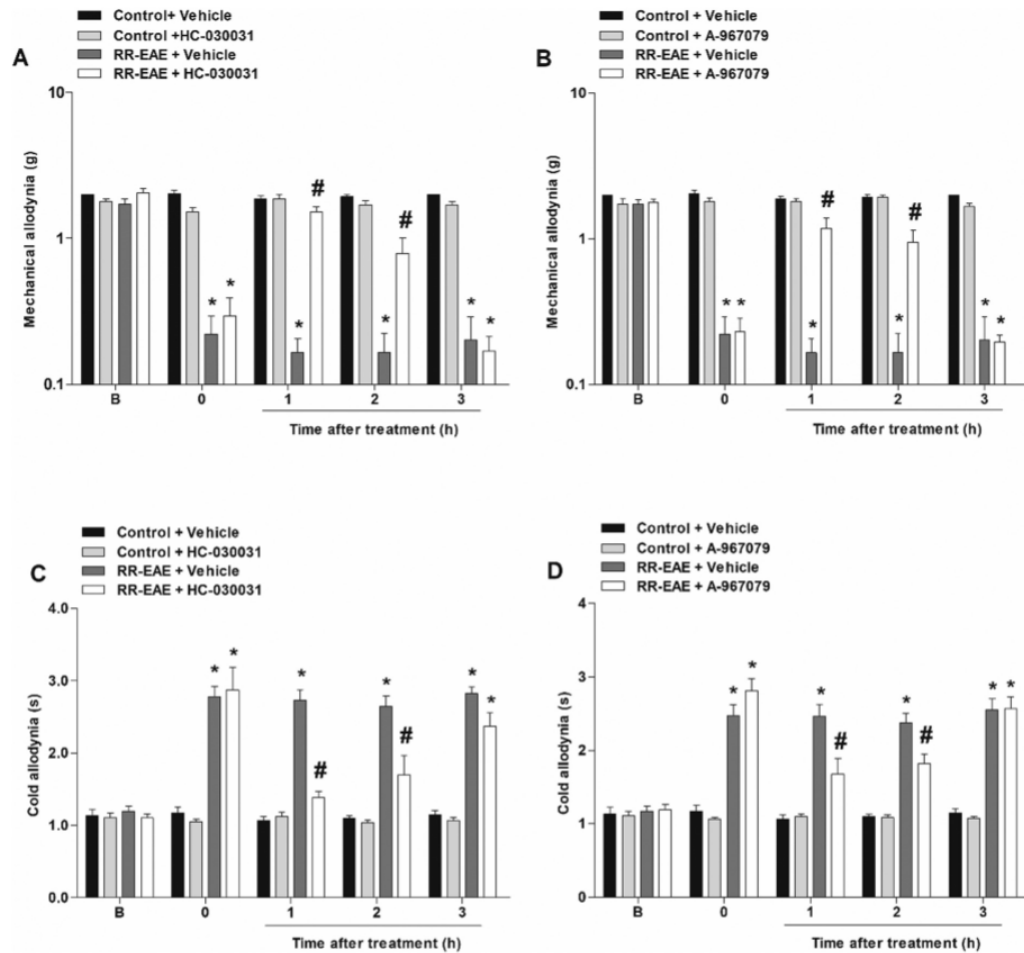 Control+ Vehicle
Control +HC-030031
RR-EAE + Vehicle
RR-EAE + HC-030031
A
Mechanical allodynia (g)
10
1
0.1
#
#
* * * * * *
B 0 1 2 3
Time after treatment (h)
Control + Vehicle
Control + A-967079
RR-EAE + Vehicle
RR-EAE + A-967079
B
Mechanical allodynia (g)
10
1
0.1
#
#
* * * * * *
B 0 1 2 3
Time after treatment (h)
Control + Vehicle
Control + HC-030031
RR-EAE + Vehicle
RR-EAE + HC-030031
C
Cold allodynia (s)
4.0
3.0
2.0
1.0
0.0
* * * * * *
#
#
B 0 1 2 3
Time after treatment (h)
Control + Vehicle
Control + A-967079
RR-EAE + Vehicle
RR-EAE + A-967079
D
Cold allodynia (s)
4
3
2
1
0
* * * * * *
#
#
B 0 1 2 3
Time after treatment (h)